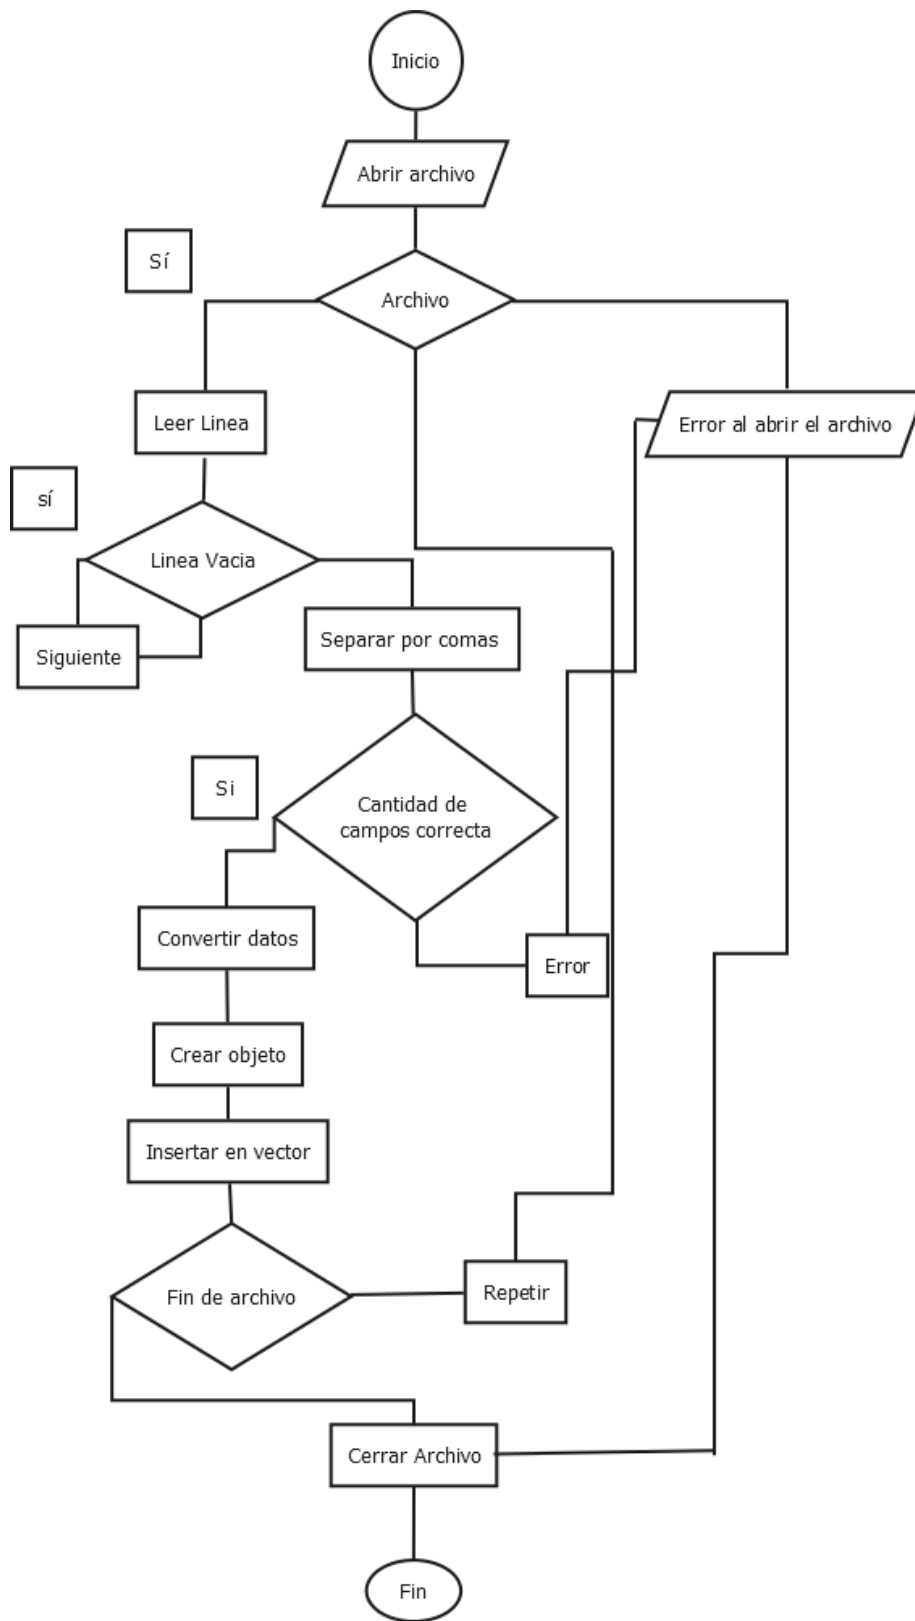 Inicio
Abrir archivo
Sí
Archivo
Leer Linea
Error al abrir el archivo
sí
Linea Vacia
Siguiente
Separar por comas
Si
Cantidad de
campos correcta
Convertir datos
Error
Crear objeto
Insertar en vector
Fin de archivo
Repetir
Cerrar Archivo
Fin